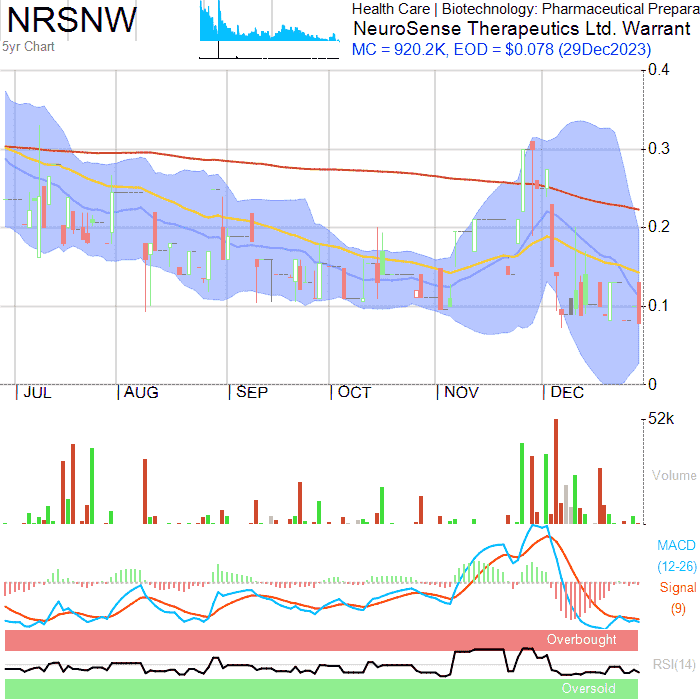 NRSNW
5yr Chart
Health Care | Biotechnology: Pharmaceutical Prepara
NeuroSense Therapeutics Ltd. Warrant
MC = 920.2K, EOD = $0.078 (29Dec2023)
0.4
0.3
0.2
0.1
0
JUL AUG SEP OCT NOV DEC
52k
Volume
MACD
(12-26)
Signal
(9)
Overbought
RSI(14)
Oversold